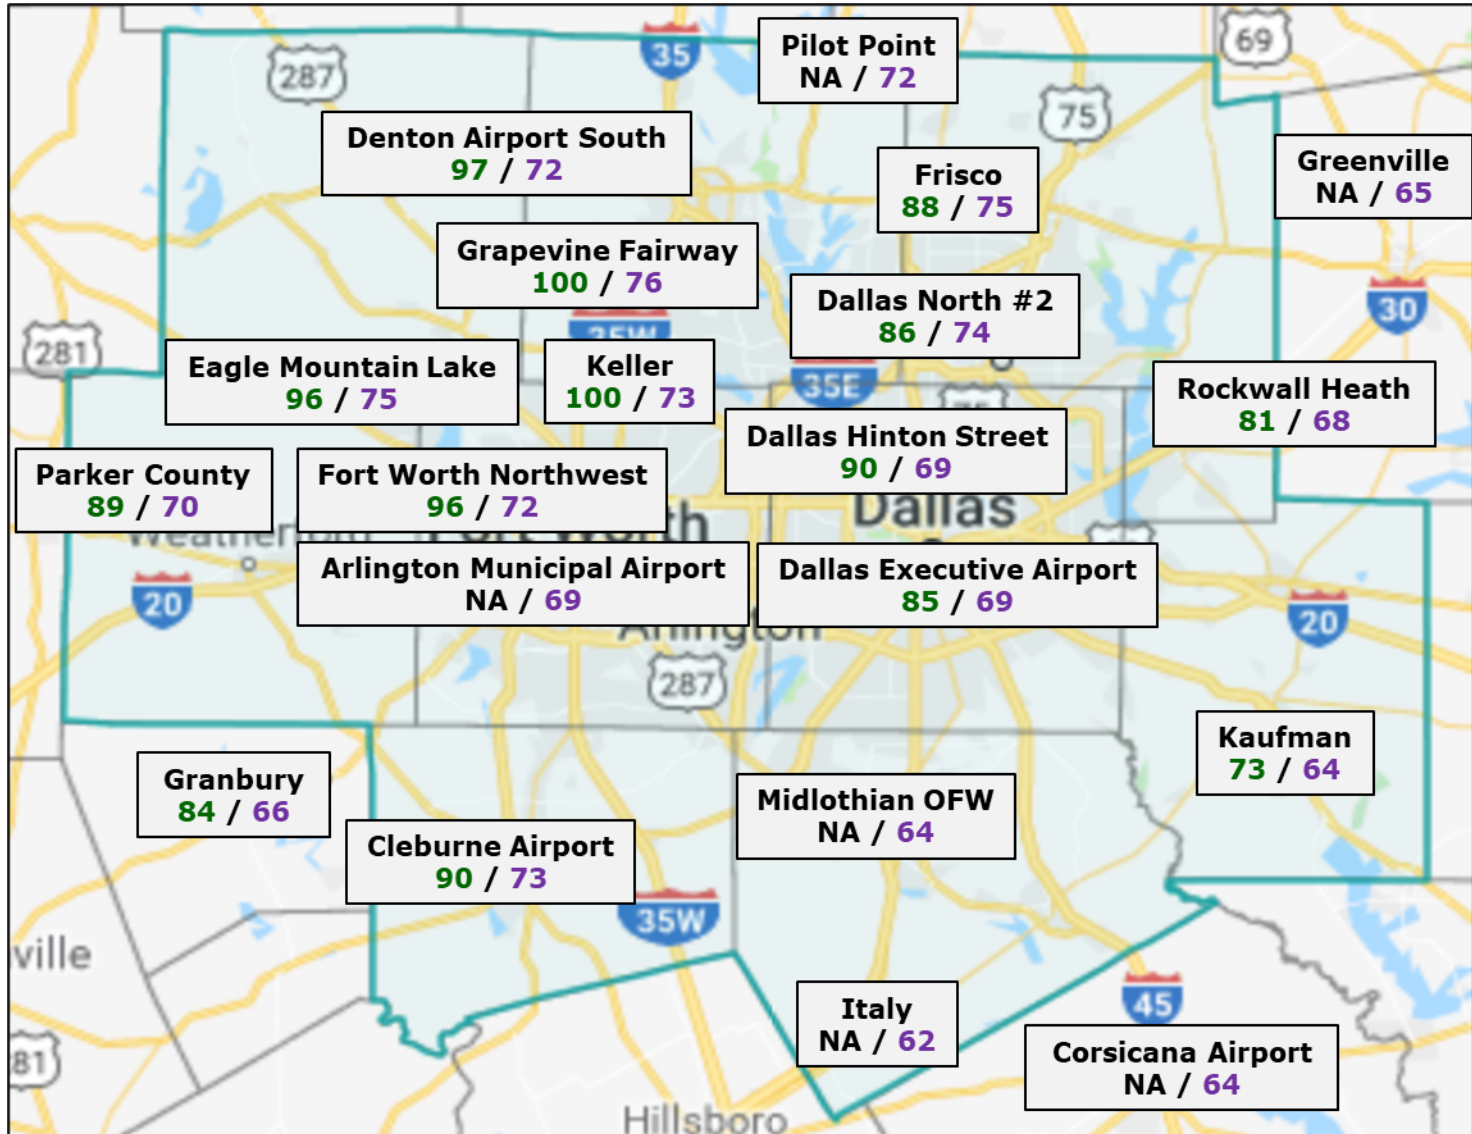 69
Pilot Point
NA / 72
35
287
75
Denton Airport South
97 / 72
Frisco
88 / 75
Greenville
NA / 65
Grapevine Fairway
100 / 76
Dallas North #2
86 / 74
30
35W
281
Eagle Mountain Lake
96 / 75
Keller
100 / 73
35E
Rockwall Heath
81 / 68
Dallas Hinton Street
90 / 69
Parker County
89 / 70
Fort Worth Northwest
96 / 72
Dallas
Arlington Municipal Airport
NA / 69
Dallas Executive Airport
85 / 69
20
20
Arlington
287
Kaufman
73 / 64
Granbury
84 / 66
Midlothian OFW
NA / 64
Cleburne Airport
90 / 73
35W
ville
45
Italy
NA / 62
81
Corsicana Airport
NA / 64
Hillsboro